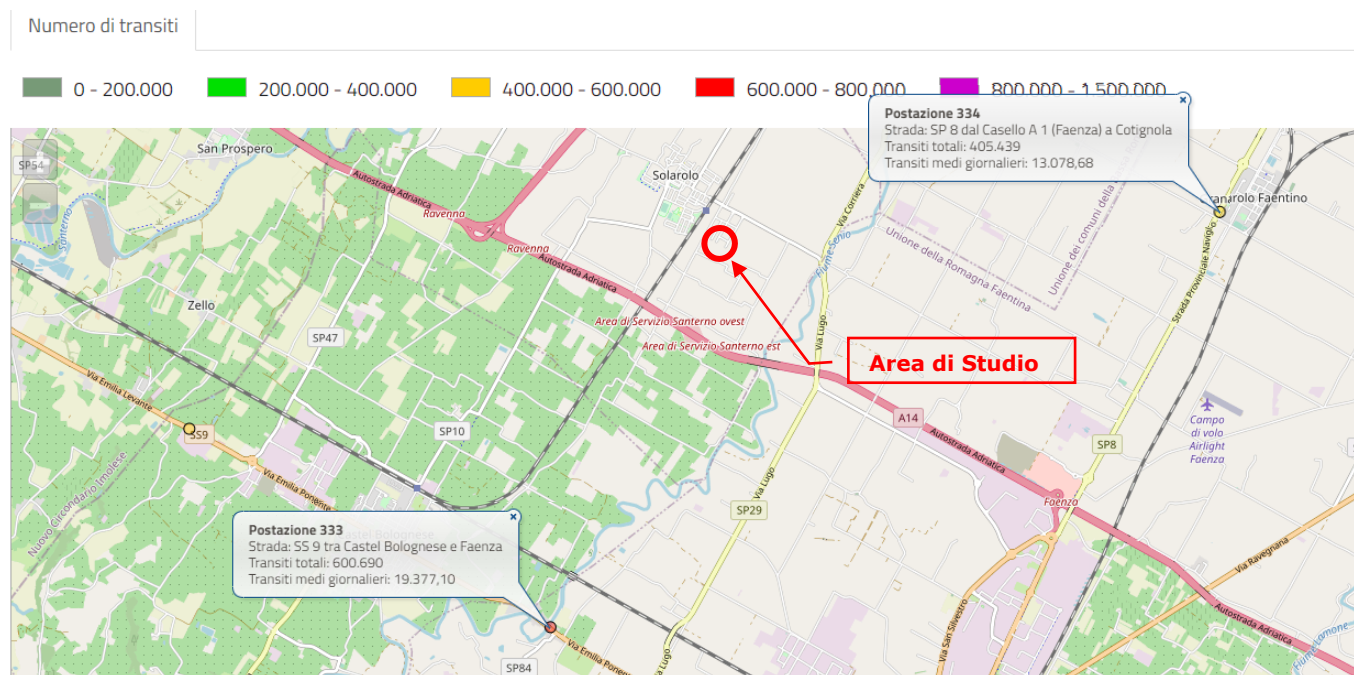 Numero di transiti
0 - 200.000
200.000 - 400.000
400.000 - 600.000
600.000 - 800.000
800.000 - 1.500.000
Postazione 334
Strada: SP 8 dal Casello A 1 (Faenza) a Cotignola
Transiti totali: 405.439
Transiti medi giornalieri: 13.078,68
San Prospero
SP54
Solarolo
Autostrada Adriatica
Ravenna
Ravenna
Autostrada Adriatica
Santerno
Via Corriera
Fiume Senio
Unione della Romagna Faentina
Unione dei comuni della
Faentino
Strada Provinciale Naviglio
Zello
SP47
Area di Servizio Santerno ovest
Area di Servizio Santerno est
Via Lugo
Area di Studio
Via Emilia Levante
SS9
SP10
A14
Autostrada Adriatica
SP8
Campo
di volo
Airlight
Faenza
Nuovo Circondario Imolese
Via Emilia Ponente
Via Lugo
SP29
Faenza
Postazione 333
Strada: SS 9 tra Castel Bolognese e Faenza
Transiti totali: 600.690
Transiti medi giornalieri: 19.377,10
Via Ravegnana
Via San Silvestro
Autostrada Adriatica
Fiume Lamone
SP84
Via Emilia Ponen